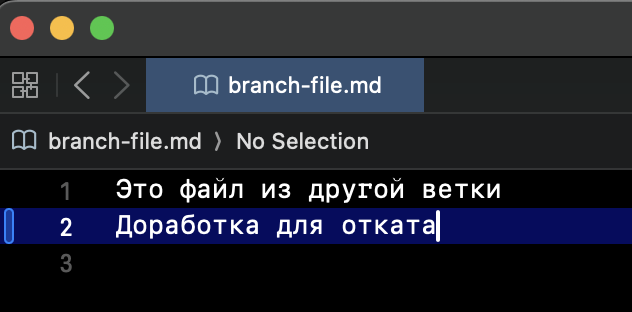 branch-file.md
branch-file.md 〉 No Selection
1 Это файл из другой ветки
2 Доработка для отката
3